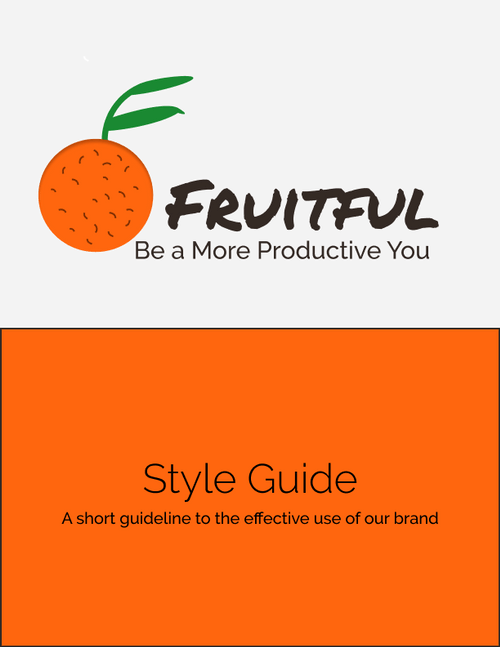 Fruitful
Be a More Productive You
Style Guide
A short guideline to the effective use of our brand